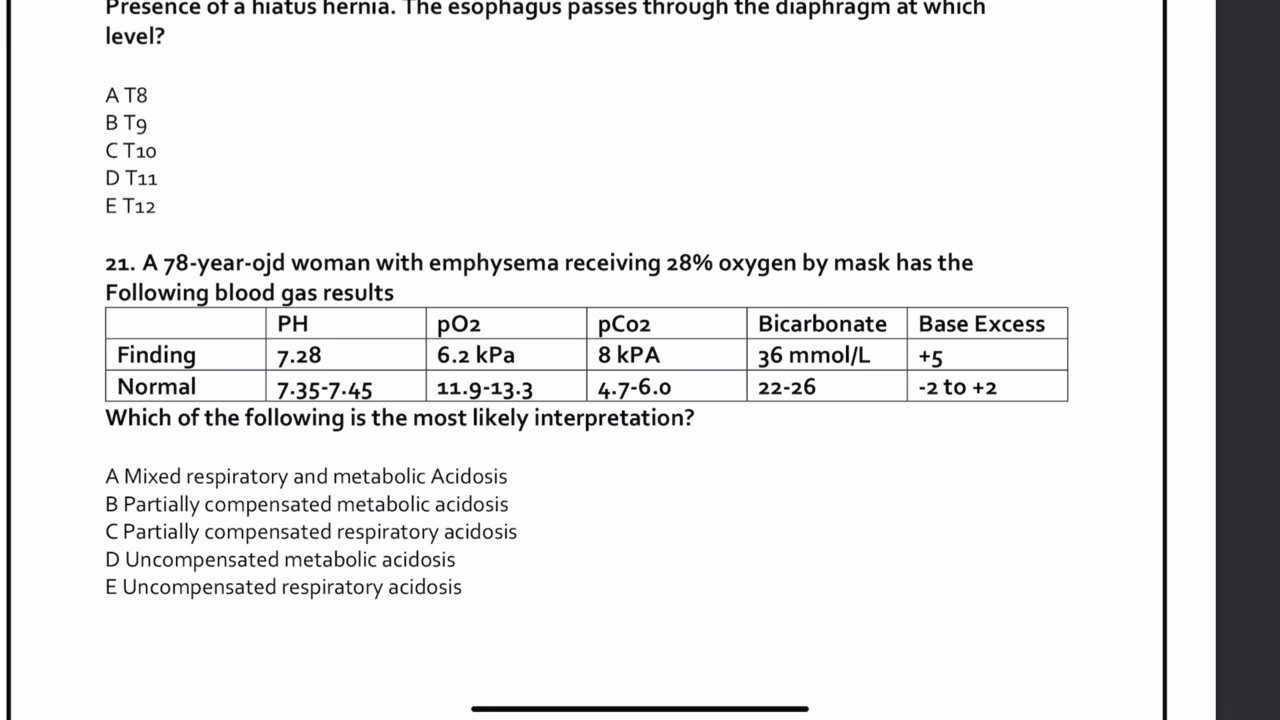 Presence of a hiatus hernia. The esophagus passes through the diaphragm at which
level?
A T8
B T9
C T10
D T11
E T12
21. A 78-year-ojd woman with emphysema receiving 28% oxygen by mask has the
Following blood gas results
PH pO2 pCo2 Bicarbonate Base Excess
Finding 7.28 6.2 kPa 8 kPA 36 mmol/L +5
Normal 7.35-7.45 11.9-13.3 4.7-6.0 22-26 -2 to +2
Which of the following is the most likely interpretation?
A Mixed respiratory and metabolic Acidosis
B Partially compensated metabolic acidosis
C Partially compensated respiratory acidosis
D Uncompensated metabolic acidosis
E Uncompensated respiratory acidosis